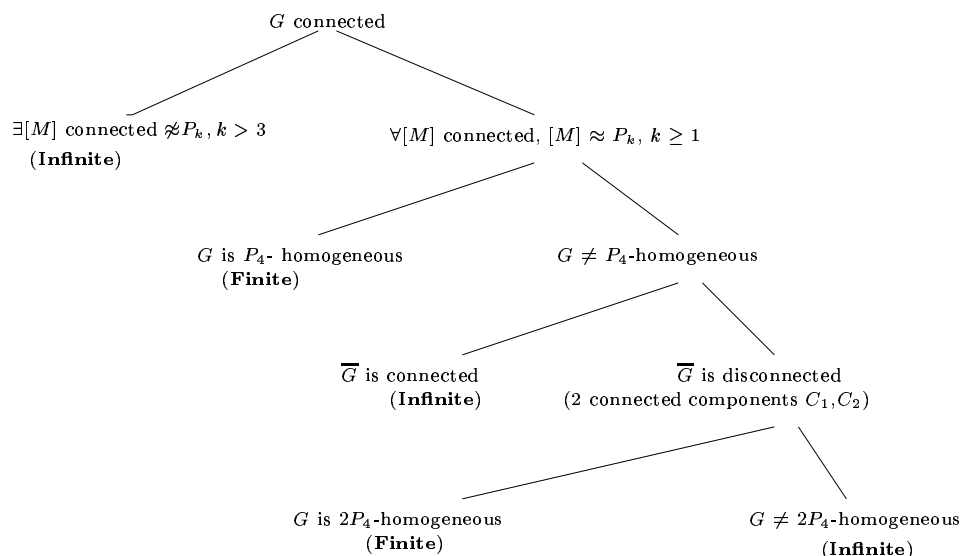 G connected
∃[M] connected ≉ P_k, k > 3
(Infinite)
∀[M] connected, [M] ≈ P_k, k ≥ 1
G is P_4- homogeneous
(Finite)
G ≠ P_4-homogeneous
G̅ is connected
(Infinite)
G̅ is disconnected
(2 connected components C_1,C_2)
G is 2P_4-homogeneous
(Finite)
G ≠ 2P_4-homogeneous
(Infinite)